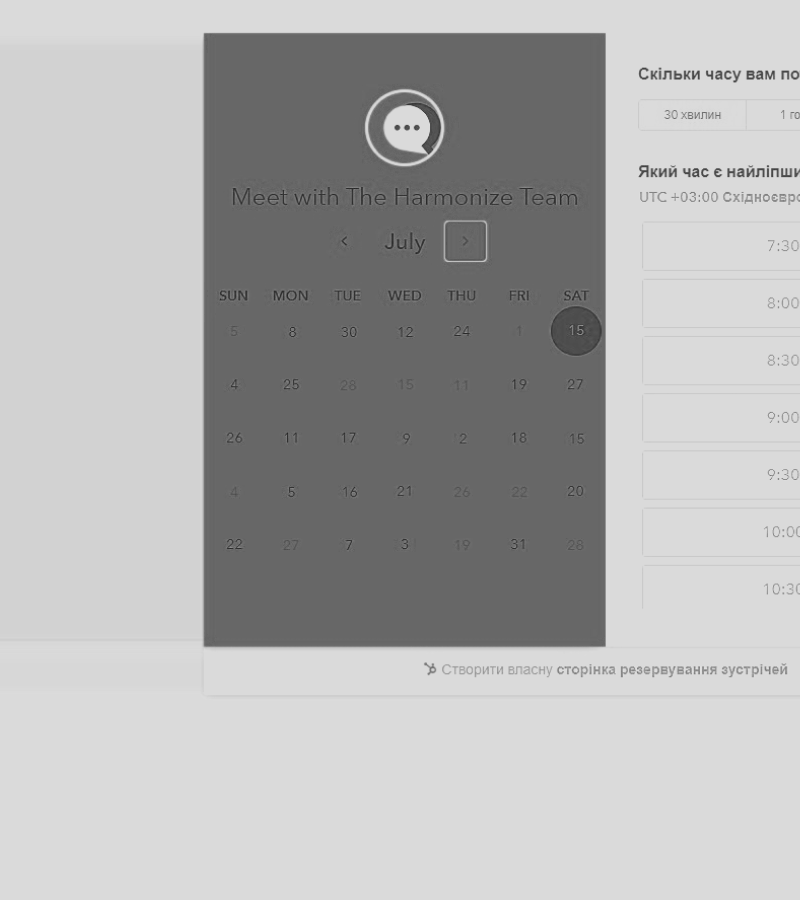 Meet with The Harmonize Team
July
SUN MON TUE WED THU FRI SAT
5 8 30 12 24 1 15
4 25 28 15 11 19 27
26 11 17 9 2 18 15
4 5 16 21 26 22 20
22 27 7 3 19 31 28
Скільки часу вам по
30 хвилин 1 го
Який час є найліпши
UTC +03:00 Східноєвро
7:30
8:00
8:30
9:00
9:30
10:00
10:30
Створити власну сторінка резервування зустрічей